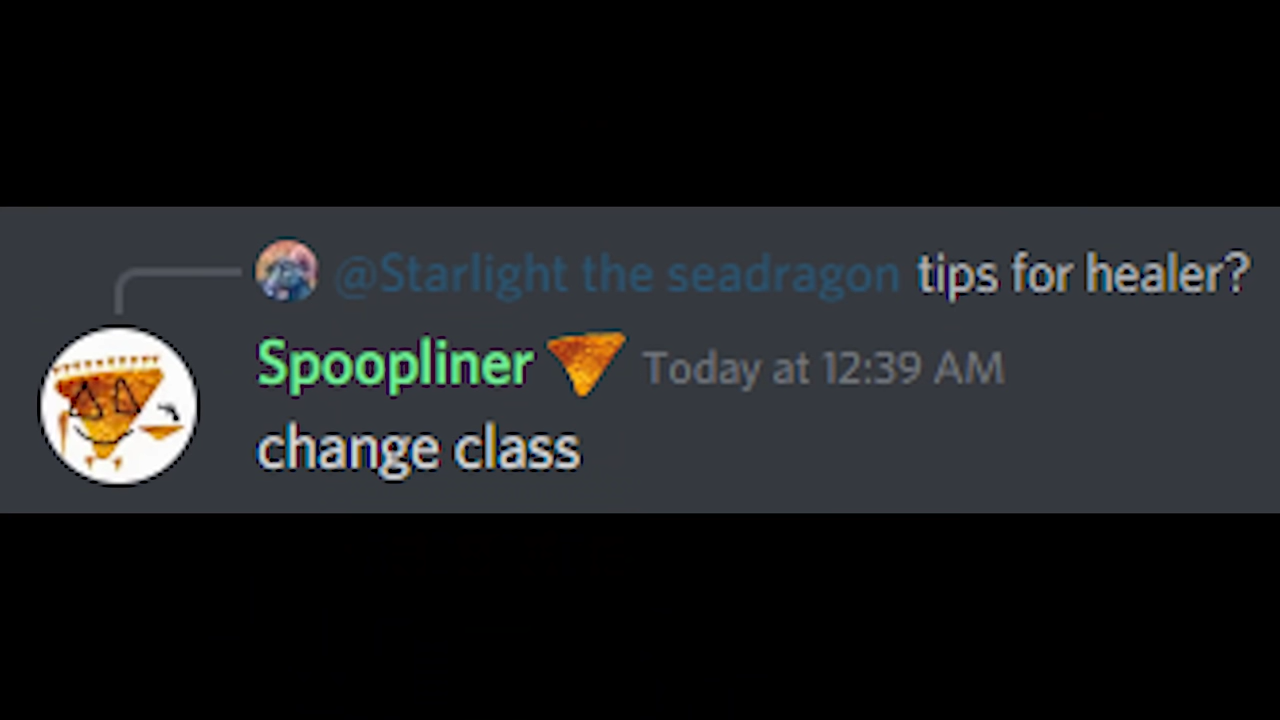 @Starlight the seadragon tips for healer?
Spoopliner Today at 12:39 AM
change class